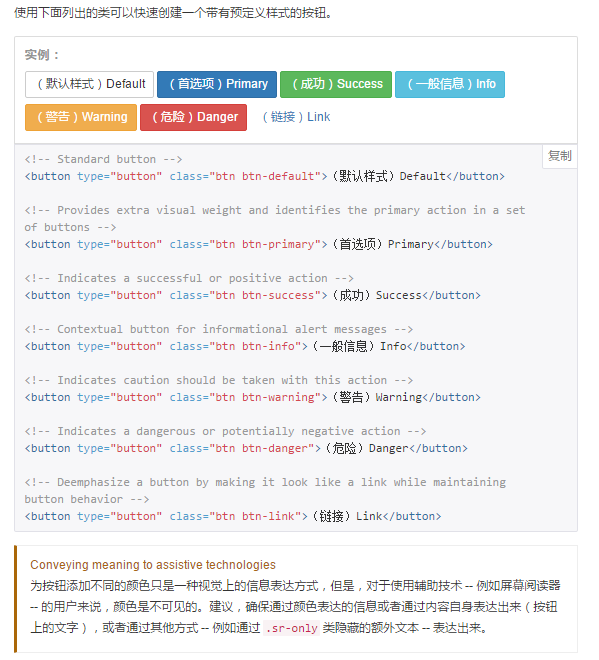 使用下面列出的类可以快速创建一个带有预定义样式的按钮。
实例：
（默认样式）Default （首选项）Primary （成功）Success （一般信息）Info
（警告）Warning （危险）Danger （链接）Link
复制
<!-- Standard button -->
<button type="button" class="btn btn-default">（默认样式）Default</button>
<!-- Provides extra visual weight and identifies the primary action in a set
of buttons -->
<button type="button" class="btn btn-primary">（首选项）Primary</button>
<!-- Indicates a successful or positive action -->
<button type="button" class="btn btn-success">（成功）Success</button>
<!-- Contextual button for informational alert messages -->
<button type="button" class="btn btn-info">（一般信息）Info</button>
<!-- Indicates caution should be taken with this action -->
<button type="button" class="btn btn-warning">（警告）Warning</button>
<!-- Indicates a dangerous or potentially negative action -->
<button type="button" class="btn btn-danger">（危险）Danger</button>
<!-- Deemphasize a button by making it look like a link while maintaining
button behavior -->
<button type="button" class="btn btn-link">（链接）Link</button>
Conveying meaning to assistive technologies
为按钮添加不同的颜色只是一种视觉上的信息表达方式，但是，对于使用辅助技术 -- 例如屏幕阅读器
-- 的用户来说，颜色是不可见的。建议，确保通过颜色表达的信息或者通过内容自身表达出来（按钮
上的文字），或者通过其他方式 -- 例如通过 .sr-only 类隐藏的额外文本 -- 表达出来。